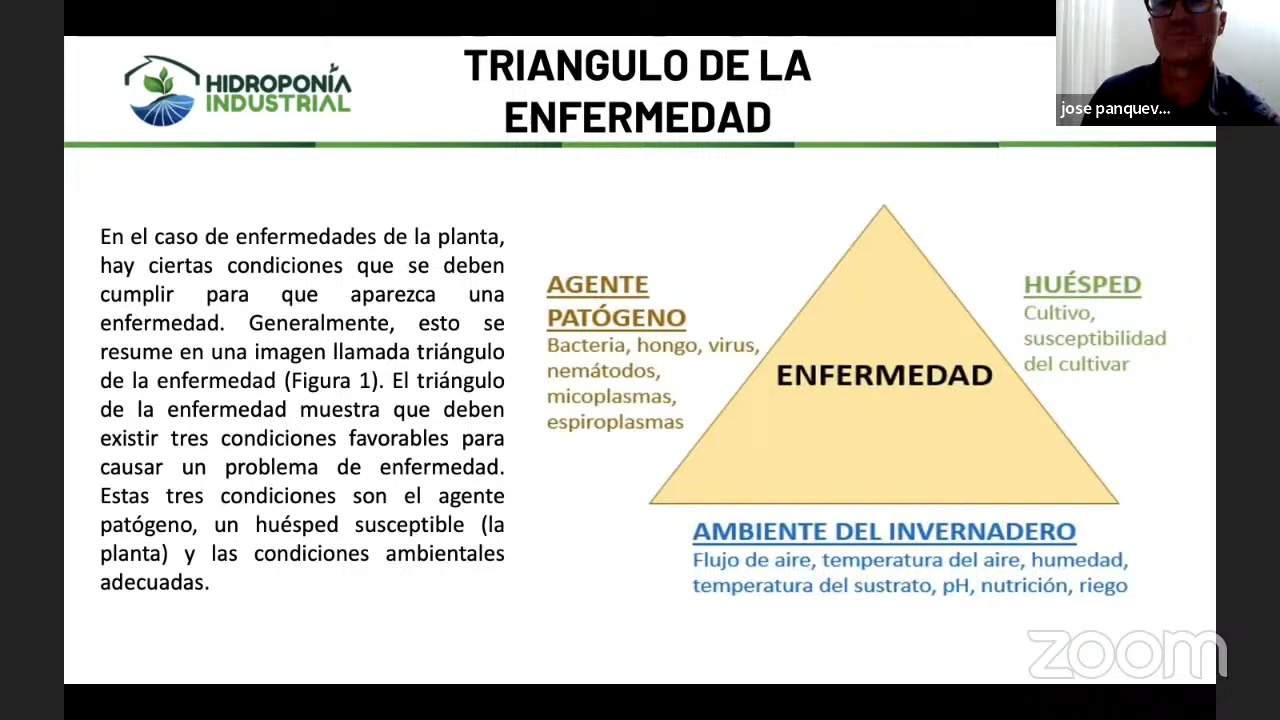 HIDROPONÍA
INDUSTRIAL
TRIANGULO DE LA
ENFERMEDAD
jose panquev...
En el caso de enfermedades de la planta,
hay ciertas condiciones que se deben
cumplir para que aparezca una
enfermedad. Generalmente, esto se
resume en una imagen llamada triángulo
de la enfermedad (Figura 1). El triángulo
de la enfermedad muestra que deben
existir tres condiciones favorables para
causar un problema de enfermedad.
Estas tres condiciones son el agente
patógeno, un huésped susceptible (la
planta) y las condiciones ambientales
adecuadas.
AGENTE
PATÓGENO
Bacteria, hongo, virus,
nemátodos,
micoplasmas,
espiroplasmas
ENFERMEDAD
HUÉSPED
Cultivo,
susceptibilidad
del cultivar
AMBIENTE DEL INVERNADERO
Flujo de aire, temperatura del aire, humedad,
temperatura del sustrato, pH, nutrición, riego
zoom